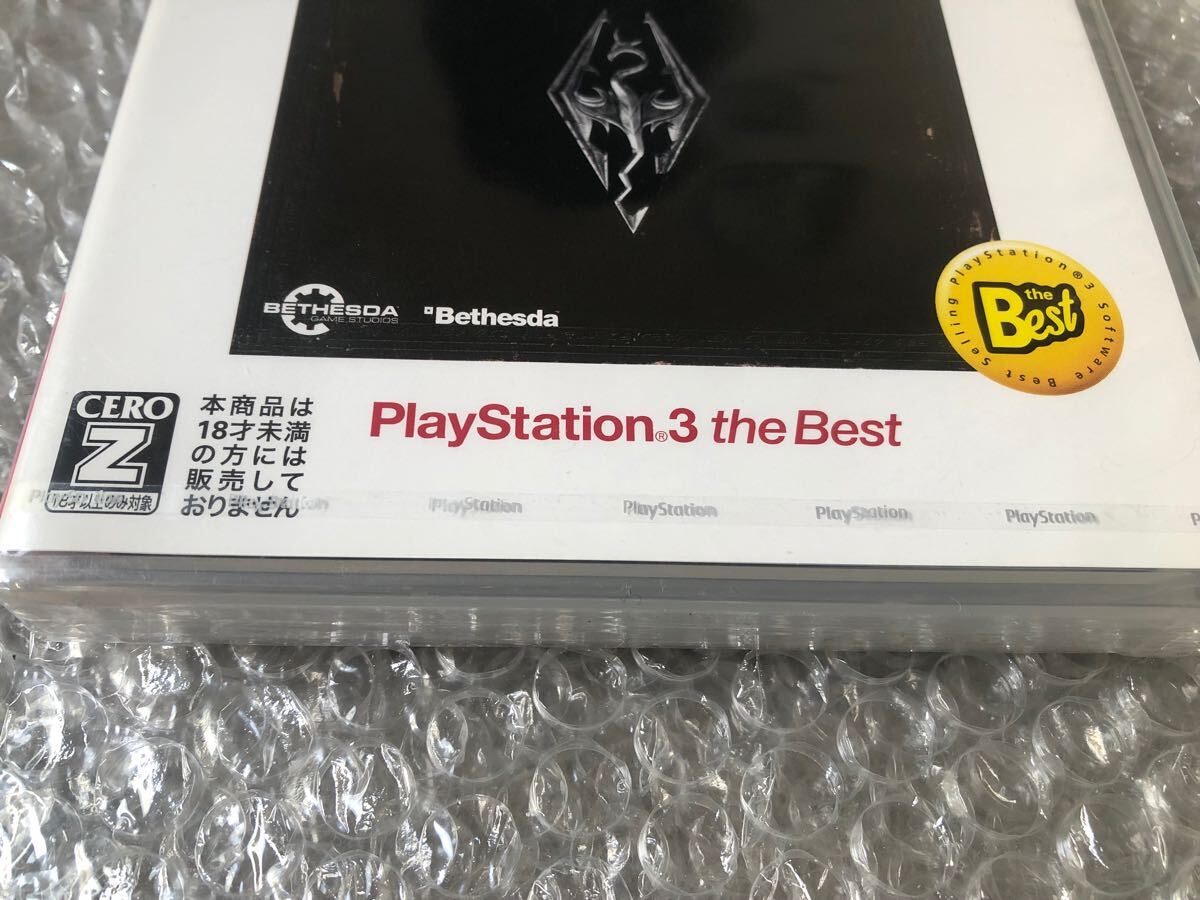 BETHESDA
GAME STUDIOS
Bethesda
the
Best
PlayStation®3 Software Best Selling
CERO
Z
18才以上のみ対象
本商品は
18才未満
の方には
販売して
おりません
PlayStation®3 the Best
PlayStation PlayStation PlayStation PlayStation PlayStation PlayStation